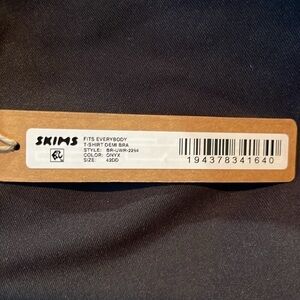 SKIMS
FITS EVERYBODY
T-SHIRT DEMI BRA
STYLE: BR-UWR-2294
COLOR: ONYX
SIZE: 42DD
194378341640